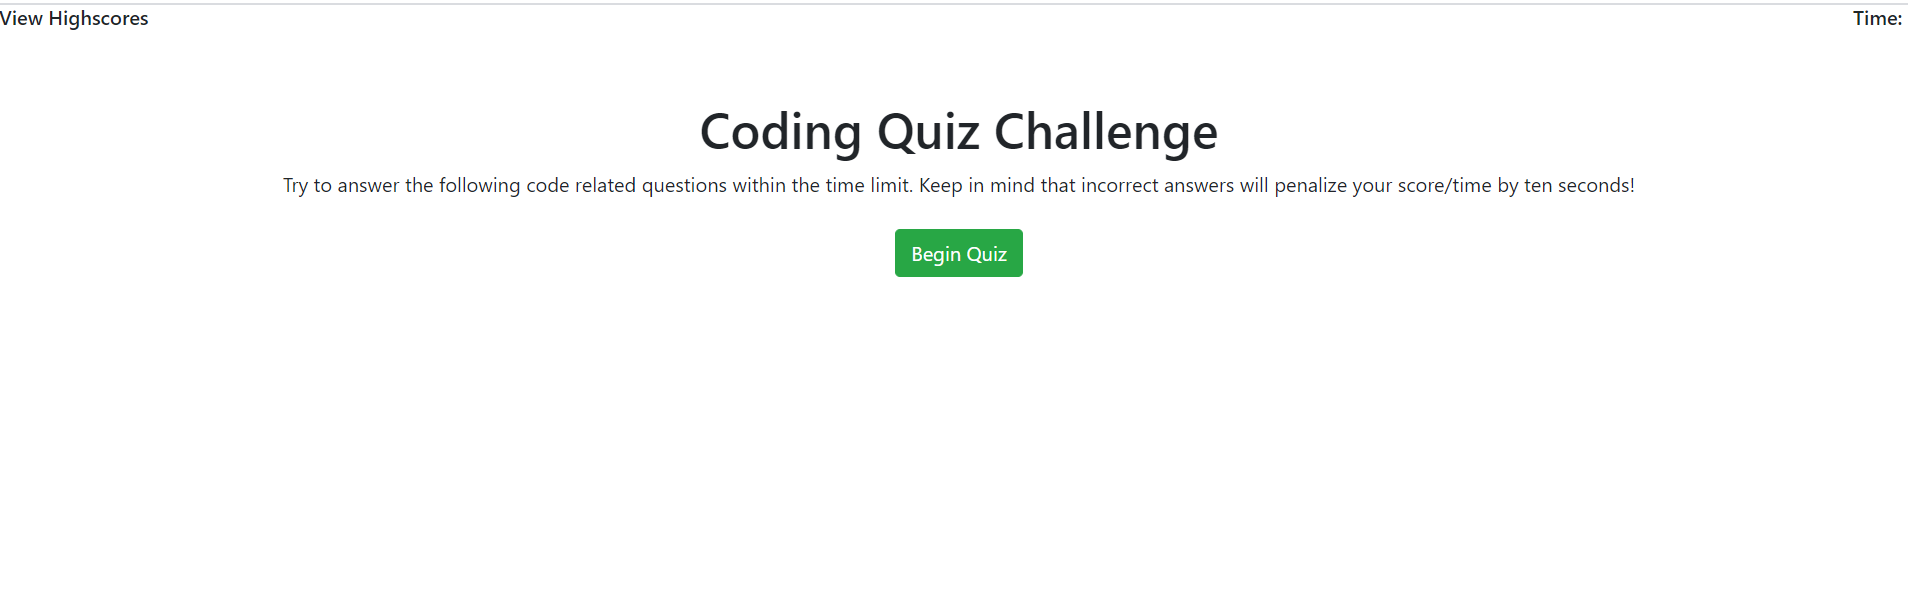 View Highscores
Time:
Coding Quiz Challenge
Try to answer the following code related questions within the time limit. Keep in mind that incorrect answers will penalize your score/time by ten seconds!
Begin Quiz